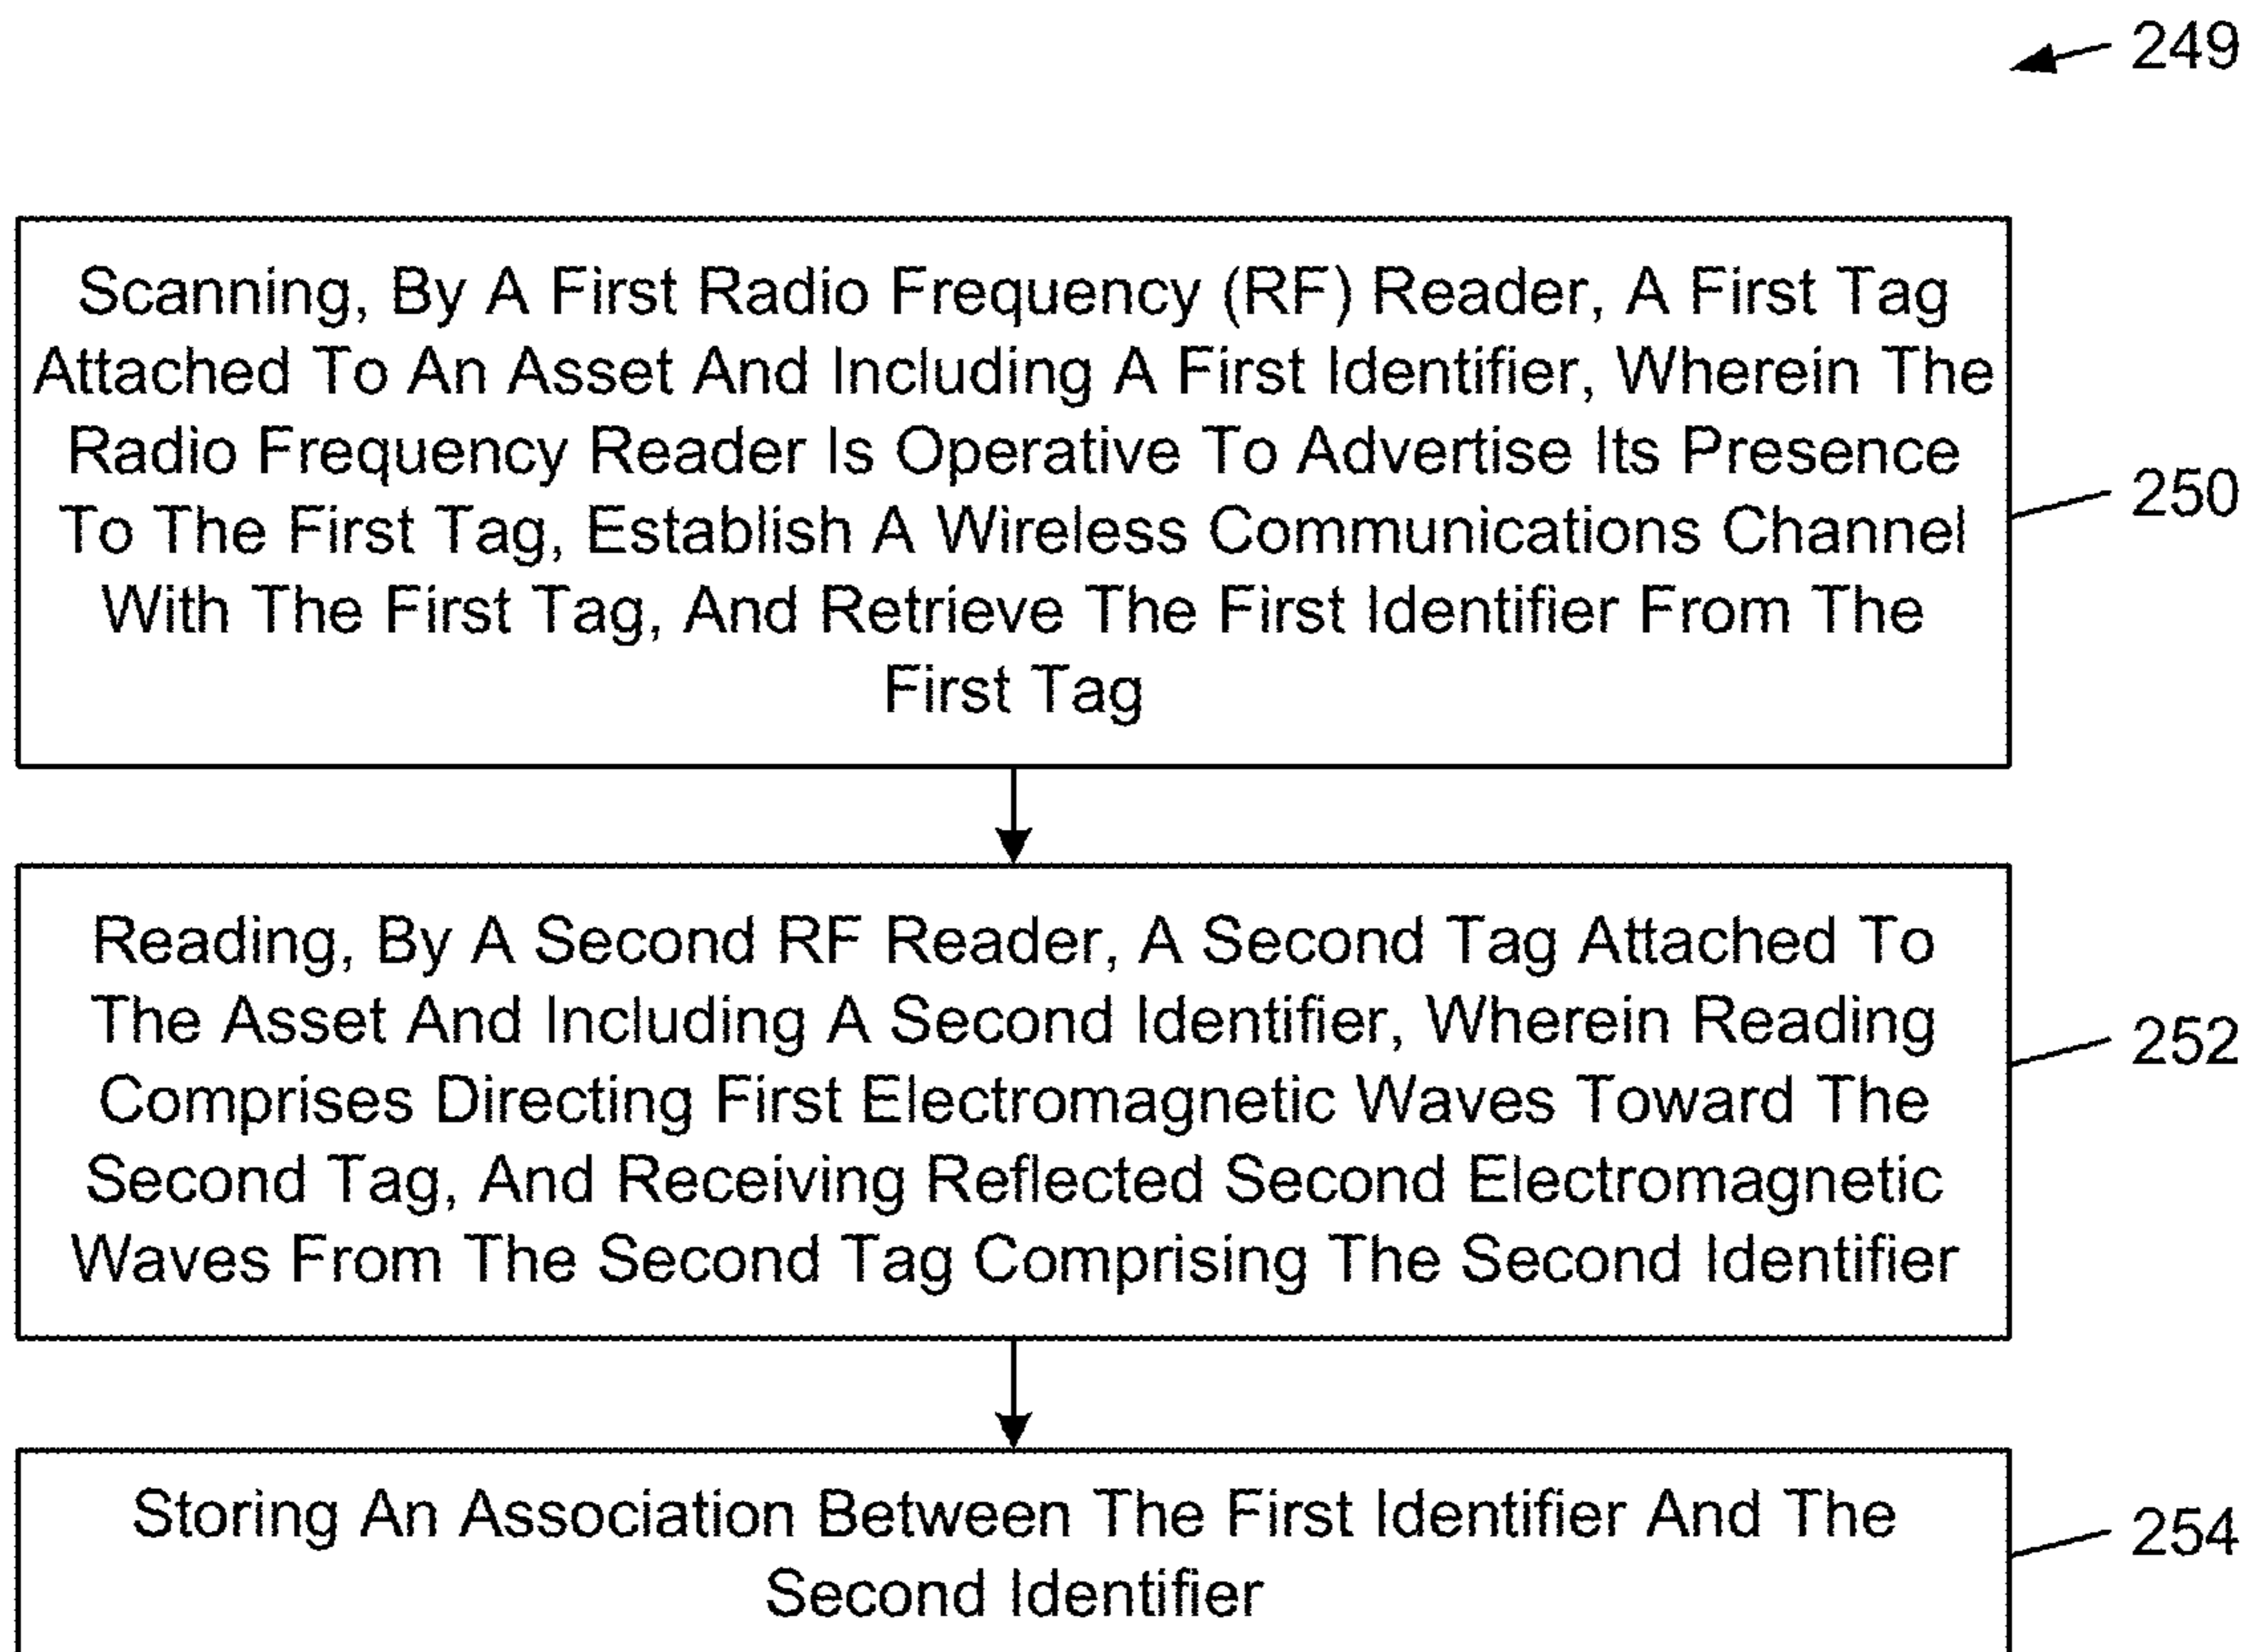 249
Scanning, By A First Radio Frequency (RF) Reader, A First Tag
Attached To An Asset And Including A First Identifier, Wherein The
Radio Frequency Reader Is Operative To Advertise Its Presence
To The First Tag, Establish A Wireless Communications Channel
With The First Tag, And Retrieve The First Identifier From The
First Tag
250
Reading, By A Second RF Reader, A Second Tag Attached To
The Asset And Including A Second Identifier, Wherein Reading
Comprises Directing First Electromagnetic Waves Toward The
Second Tag, And Receiving Reflected Second Electromagnetic
Waves From The Second Tag Comprising The Second Identifier
252
Storing An Association Between The First Identifier And The
Second Identifier
254